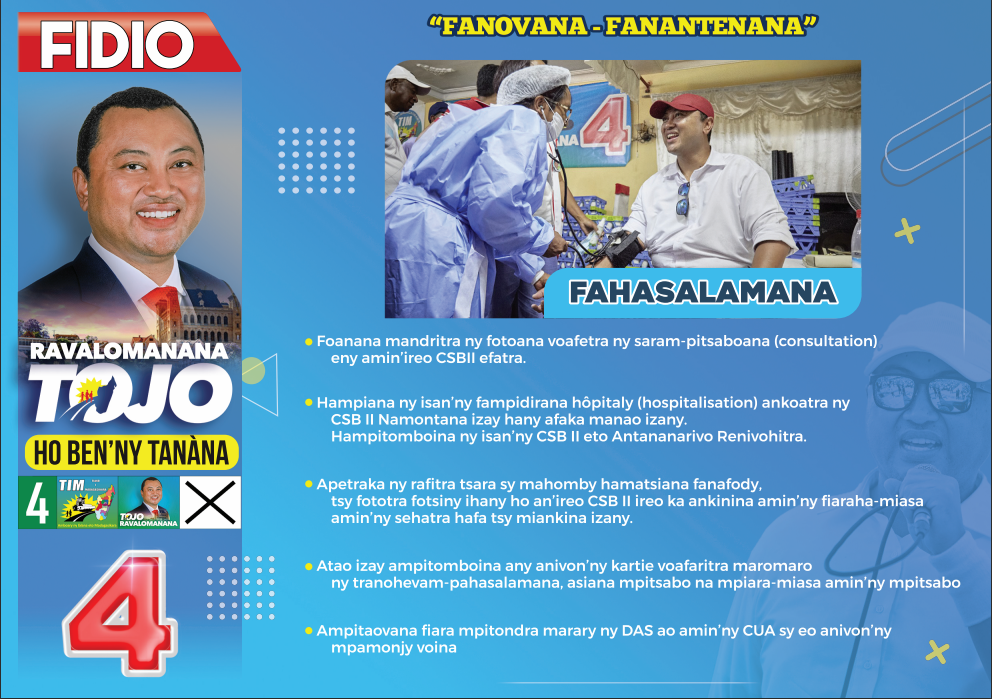 FIDIO
“FANOVANA - FANANTENANA”
TIM
ANA 4
FAHASALAMANA
RAVALOMANANA
TOJO
HO BEN’NY TANÀNA
4
TIM
TOJO
RAVALOMANANA
4
Foanana mandritra ny fotoana voafetra ny saram-pitsaboana (consultation)
eny amin’ireo CSBII efatra.
Hampiana ny isan’ny fampidirana hôpitaly (hospitalisation) ankoatra ny
CSB II Namontana izay hany afaka manao izany.
Hampitomboina ny isan’ny CSB II eto Antananarivo Renivohitra.
Apetraka ny rafitra tsara sy mahomby hamatsiana fanafody,
tsy fototra fotsiny ihany ho an’ireo CSB II ireo ka ankinina amin’ny fiaraha-miasa
amin’ny sehatra hafa tsy miankina izany.
Atao izay ampitomboina any anivon’ny kartie voafaritra maromaro
ny tranohevam-pahasalamana, asiana mpitsabo na mpiara-miasa amin’ny mpitsabo
Ampitaovana fiara mpitondra marary ny DAS ao amin’ny CUA sy eo anivon’ny
mpamonjy voina